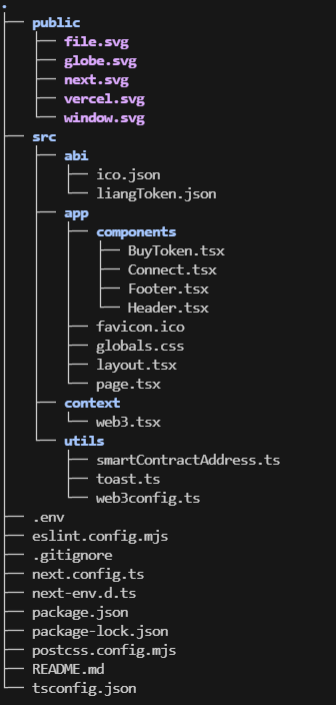 .
├── public
│   ├── file.svg
│   ├── globe.svg
│   ├── next.svg
│   ├── vercel.svg
│   └── window.svg
├── src
│   ├── abi
│   │   ├── ico.json
│   │   └── liangToken.json
│   ├── app
│   │   ├── components
│   │   │   ├── BuyToken.tsx
│   │   │   ├── Connect.tsx
│   │   │   ├── Footer.tsx
│   │   │   └── Header.tsx
│   │   ├── favicon.ico
│   │   ├── globals.css
│   │   ├── layout.tsx
│   │   └── page.tsx
│   ├── context
│   │   └── web3.tsx
│   └── utils
│       ├── smartContractAddress.ts
│       ├── toast.ts
│       └── web3config.ts
├── .env
├── eslint.config.mjs
├── .gitignore
├── next.config.ts
├── next-env.d.ts
├── package.json
├── package-lock.json
├── postcss.config.mjs
├── README.md
└── tsconfig.json